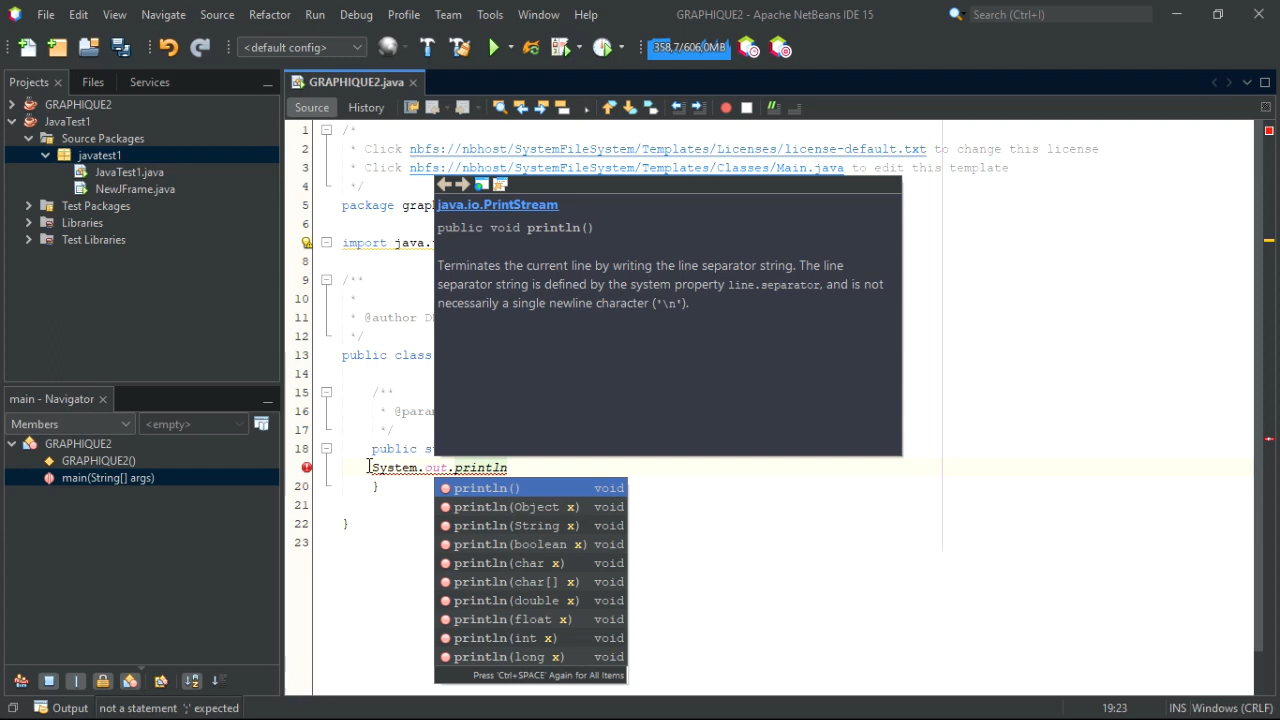 File Edit View Navigate Source Refactor Run Debug Profile Team Tools Window Help GRAPHIQUE2 - Apache NetBeans IDE 15 Search (Ctrl+I)
<default config> 358,7/606,0MB
Projects Files Services GRAPHIQUE2.java
Source History
GRAPHIQUE2
JavaTest1
Source Packages
javatest1
JavaTest1.java
NewJFrame.java
Test Packages
Libraries
Test Libraries
main - Navigator
Members <empty>
GRAPHIQUE2
GRAPHIQUE2()
main(String[] args)
1 /*
2 * Click nbfs://nbhost/SystemFileSystem/Templates/Licenses/license-default.txt to change this license
3 * Click nbfs://nbhost/SystemFileSystem/Templates/Classes/Main.java to edit this template
4 */
5 package grap
6
import java.
8
9 /**
10 *
11 * @author D
12 */
13 public class
14
15 /**
16 * @para
17 */
18 public s
System.out.println
20 }
21
22 }
23
java.io.PrintStream
public void println()
Terminates the current line by writing the line separator string. The line
separator string is defined by the system property line.separator, and is not
necessarily a single newline character ('\n').
println() void
println(Object x) void
println(String x) void
println(boolean x) void
println(char x) void
println(char[] x) void
println(double x) void
println(float x) void
println(int x) void
println(long x) void
Press 'Ctrl+SPACE' Again for All Items
Output not a statement ';' expected 19:23 INS Windows (CRLF)